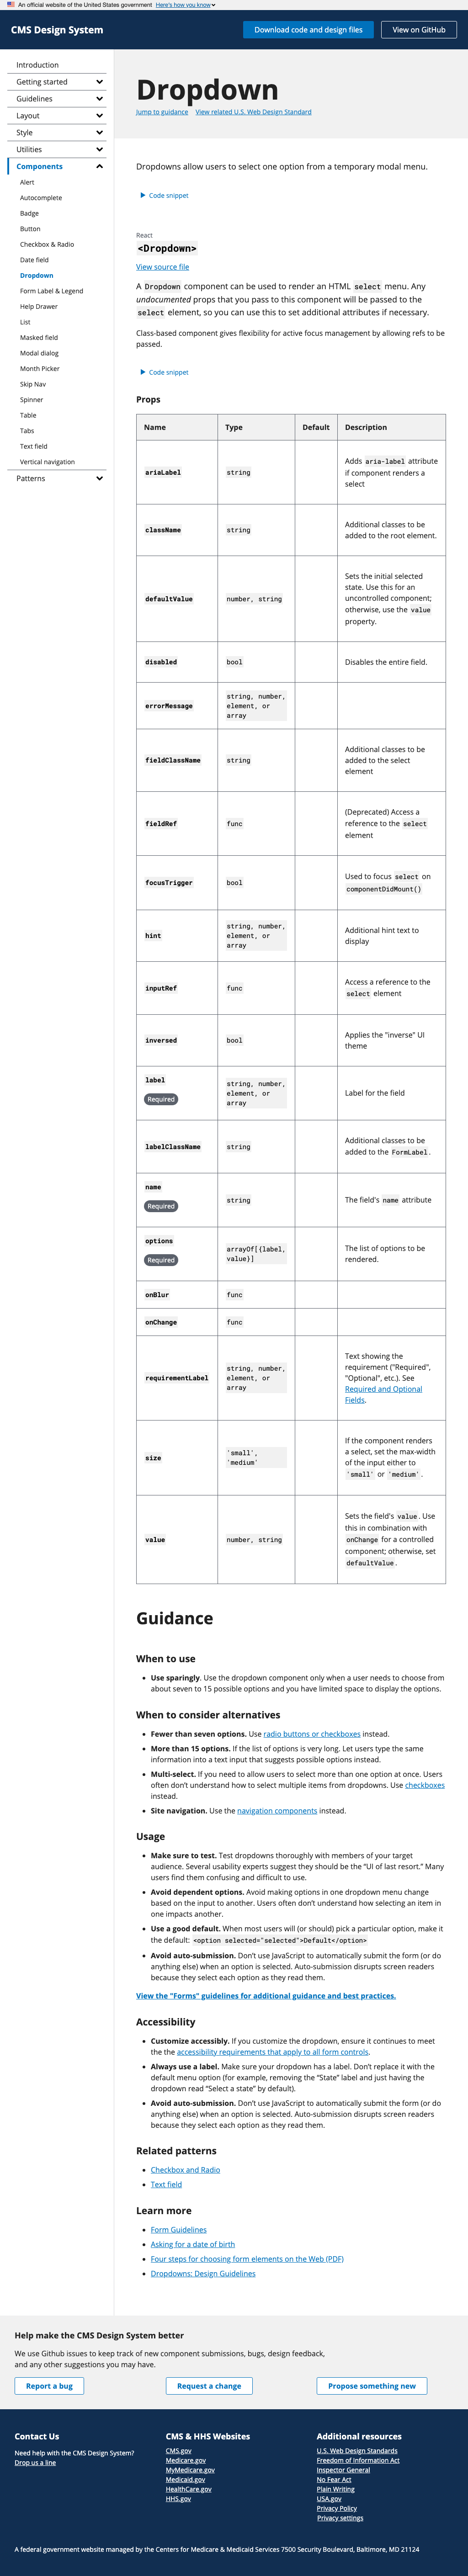 An official website of the United States government Here's how you know
CMS Design System
Download code and design files
View on GitHub
Introduction
Getting started
Guidelines
Layout
Style
Utilities
Components
Alert
Autocomplete
Badge
Button
Checkbox & Radio
Date field
Dropdown
Form Label & Legend
Help Drawer
List
Masked field
Modal dialog
Month Picker
Skip Nav
Spinner
Table
Tabs
Text field
Vertical navigation
Patterns
Dropdown
Jump to guidance View related U.S. Web Design Standard
Dropdowns allow users to select one option from a temporary modal menu.
Code snippet
React
<Dropdown>
View source file
A Dropdown component can be used to render an HTML select menu. Any
undocumented props that you pass to this component will be passed to the
select element, so you can use this to set additional attributes if necessary.
Class-based component gives flexibility for active focus management by allowing refs to be
passed.
Code snippet
Props
Name Type Default Description
ariaLabel string Adds aria-label attribute
if component renders a
select
className string Additional classes to be
added to the root element.
defaultValue number, string Sets the initial selected
state. Use this for an
uncontrolled component;
otherwise, use the value
property.
disabled bool Disables the entire field.
errorMessage string, number,
element, or
array
fieldClassName string Additional classes to be
added to the select
element
fieldRef func (Deprecated) Access a
reference to the select
element
focusTrigger bool Used to focus select on
componentDidMount()
hint string, number,
element, or
array
Additional hint text to
display
inputRef func Access a reference to the
select element
inversed bool Applies the "inverse" UI
theme
label
Required
string, number,
element, or
array
Label for the field
labelClassName string Additional classes to be
added to the FormLabel.
name
Required
string The field's name attribute
options
Required
arrayOf[{label,
value}]
The list of options to be
rendered.
onBlur func
onChange func
requirementLabel string, number,
element, or
array
Text showing the
requirement ("Required",
"Optional", etc.). See
Required and Optional
Fields.
size 'small',
'medium'
If the component renders
a select, set the max-width
of the input either to
'small' or 'medium'.
value number, string Sets the field's value. Use
this in combination with
onChange for a controlled
component; otherwise, set
defaultValue.
Guidance
When to use
• Use sparingly. Use the dropdown component only when a user needs to choose from
about seven to 15 possible options and you have limited space to display the options.
When to consider alternatives
• Fewer than seven options. Use radio buttons or checkboxes instead.
• More than 15 options. If the list of options is very long. Let users type the same
information into a text input that suggests possible options instead.
• Multi-select. If you need to allow users to select more than one option at once. Users
often don’t understand how to select multiple items from dropdowns. Use checkboxes
instead.
• Site navigation. Use the navigation components instead.
Usage
• Make sure to test. Test dropdowns thoroughly with members of your target
audience. Several usability experts suggest they should be the “UI of last resort.” Many
users find them confusing and difficult to use.
• Avoid dependent options. Avoid making options in one dropdown menu change
based on the input to another. Users often don’t understand how selecting an item in
one impacts another.
• Use a good default. When most users will (or should) pick a particular option, make it
the default: <option selected="selected">Default</option>
• Avoid auto-submission. Don’t use JavaScript to automatically submit the form (or do
anything else) when an option is selected. Auto-submission disrupts screen readers
because they select each option as they read them.
View the "Forms" guidelines for additional guidance and best practices.
Accessibility
• Customize accessibly. If you customize the dropdown, ensure it continues to meet
the the accessibility requirements that apply to all form controls.
• Always use a label. Make sure your dropdown has a label. Don’t replace it with the
default menu option (for example, removing the “State” label and just having the
dropdown read “Select a state” by default).
• Avoid auto-submission. Don’t use JavaScript to automatically submit the form (or do
anything else) when an option is selected. Auto-submission disrupts screen readers
because they select each option as they read them.
Related patterns
• Checkbox and Radio
• Text field
Learn more
• Form Guidelines
• Asking for a date of birth
• Four steps for choosing form elements on the Web (PDF)
• Dropdowns: Design Guidelines
Help make the CMS Design System better
We use Github issues to keep track of new component submissions, bugs, design feedback,
and any other suggestions you may have.
Report a bug
Request a change
Propose something new
Contact Us
Need help with the CMS Design System?
Drop us a line
CMS & HHS Websites
CMS.gov
Medicare.gov
MyMedicare.gov
Medicaid.gov
HealthCare.gov
HHS.gov
Additional resources
U.S. Web Design Standards
Freedom of Information Act
Inspector General
No Fear Act
Plain Writing
USA.gov
Privacy Policy
Privacy settings
A federal government website managed by the Centers for Medicare & Medicaid Services 7500 Security Boulevard, Baltimore, MD 21124